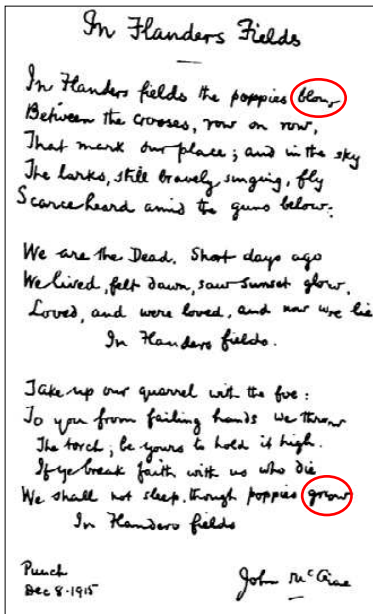 In Flanders Fields
In Flanders fields the poppies blow
Between the crosses, row on row,
That mark our place; and in the sky
The larks, still bravely singing, fly
Scarce heard amid the guns below.
We are the Dead. Short days ago
We lived, felt dawn, saw sunset glow,
Loved, and were loved, and now we lie
In Flanders fields.
Take up our quarrel with the foe:
To you from failing hands we throw
The torch; be yours to hold it high.
If ye break faith with us who die
We shall not sleep, though poppies grow
In Flanders fields
Punch
Dec 8·1915
John McCrae